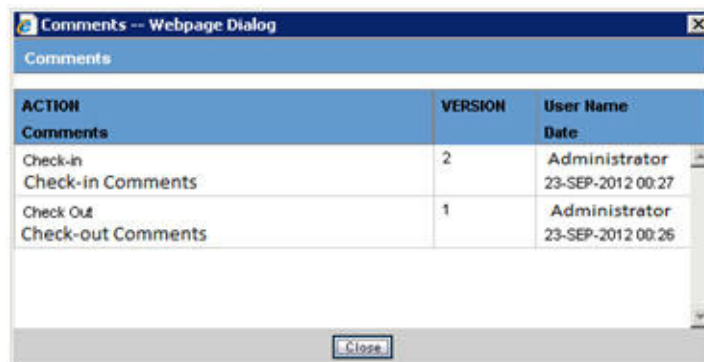 Comments -- Webpage Dialog
Comments
ACTION VERSION User Name
Comments Date
Check-in 2 Administrator
Check-in Comments 23-SEP-2012 00:27
Check Out 1 Administrator
Check-out Comments 23-SEP-2012 00:26
Close